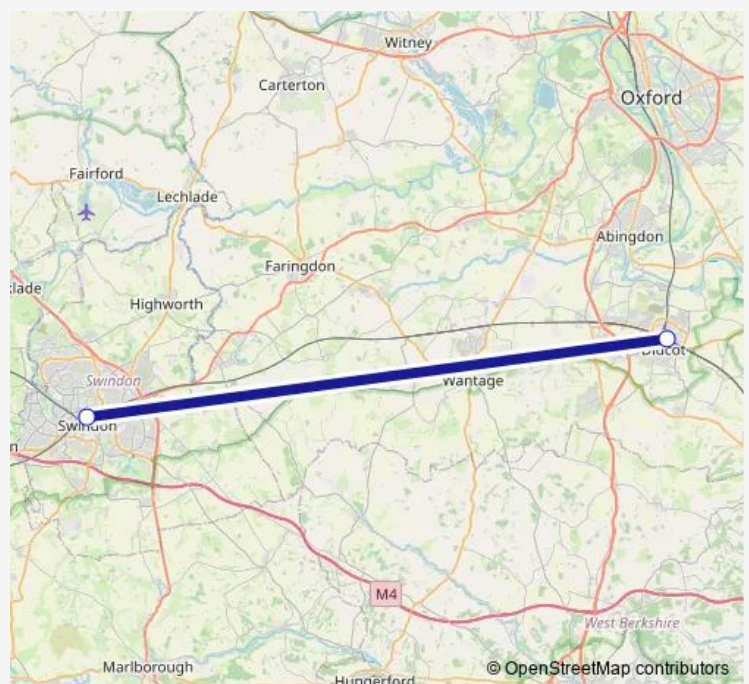 Witney
Carterton
Oxford
Fairford
Lechlade
Abingdon
Faringdon
Highworth
Swindon
Didcot
Wantage
Swindon
M4
West Berkshire
Marlborough
Hungerford
© OpenStreetMap contributors